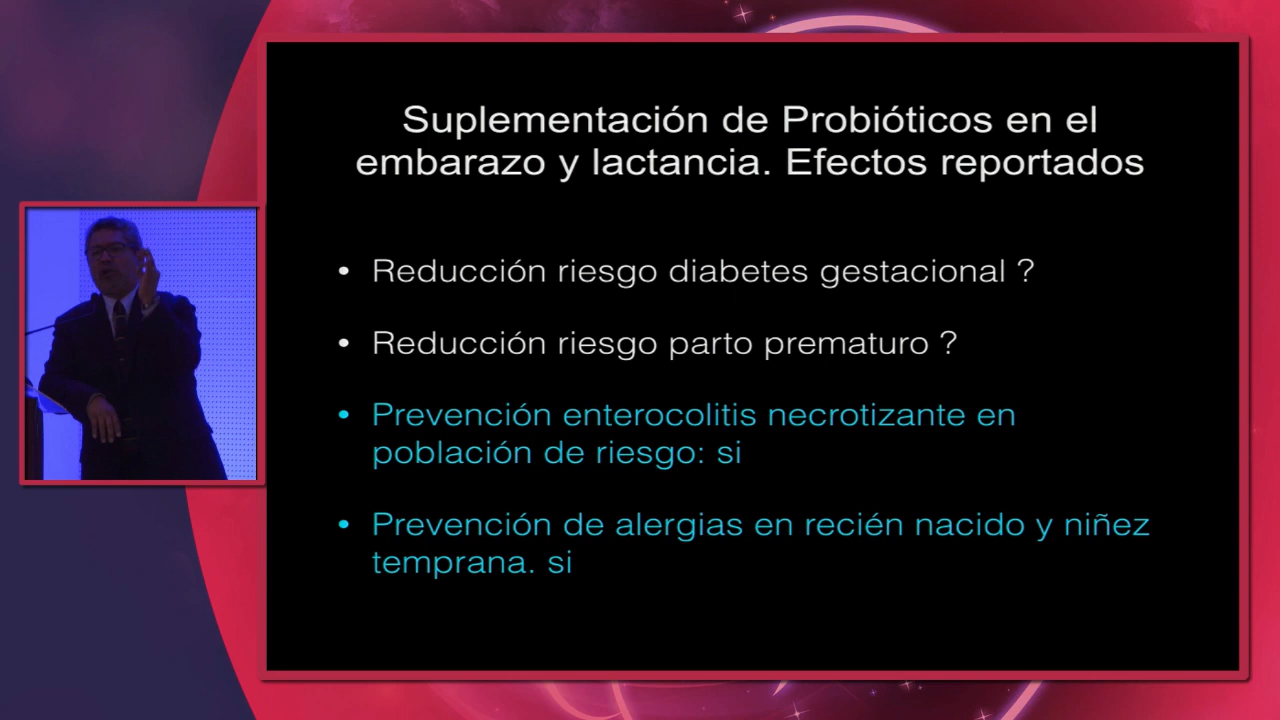 Suplementación de Probióticos en el
embarazo y lactancia. Efectos reportados
• Reducción riesgo diabetes gestacional ?
• Reducción riesgo parto prematuro ?
• Prevención enterocolitis necrotizante en
población de riesgo: si
• Prevención de alergias en recién nacido y niñez
temprana. si